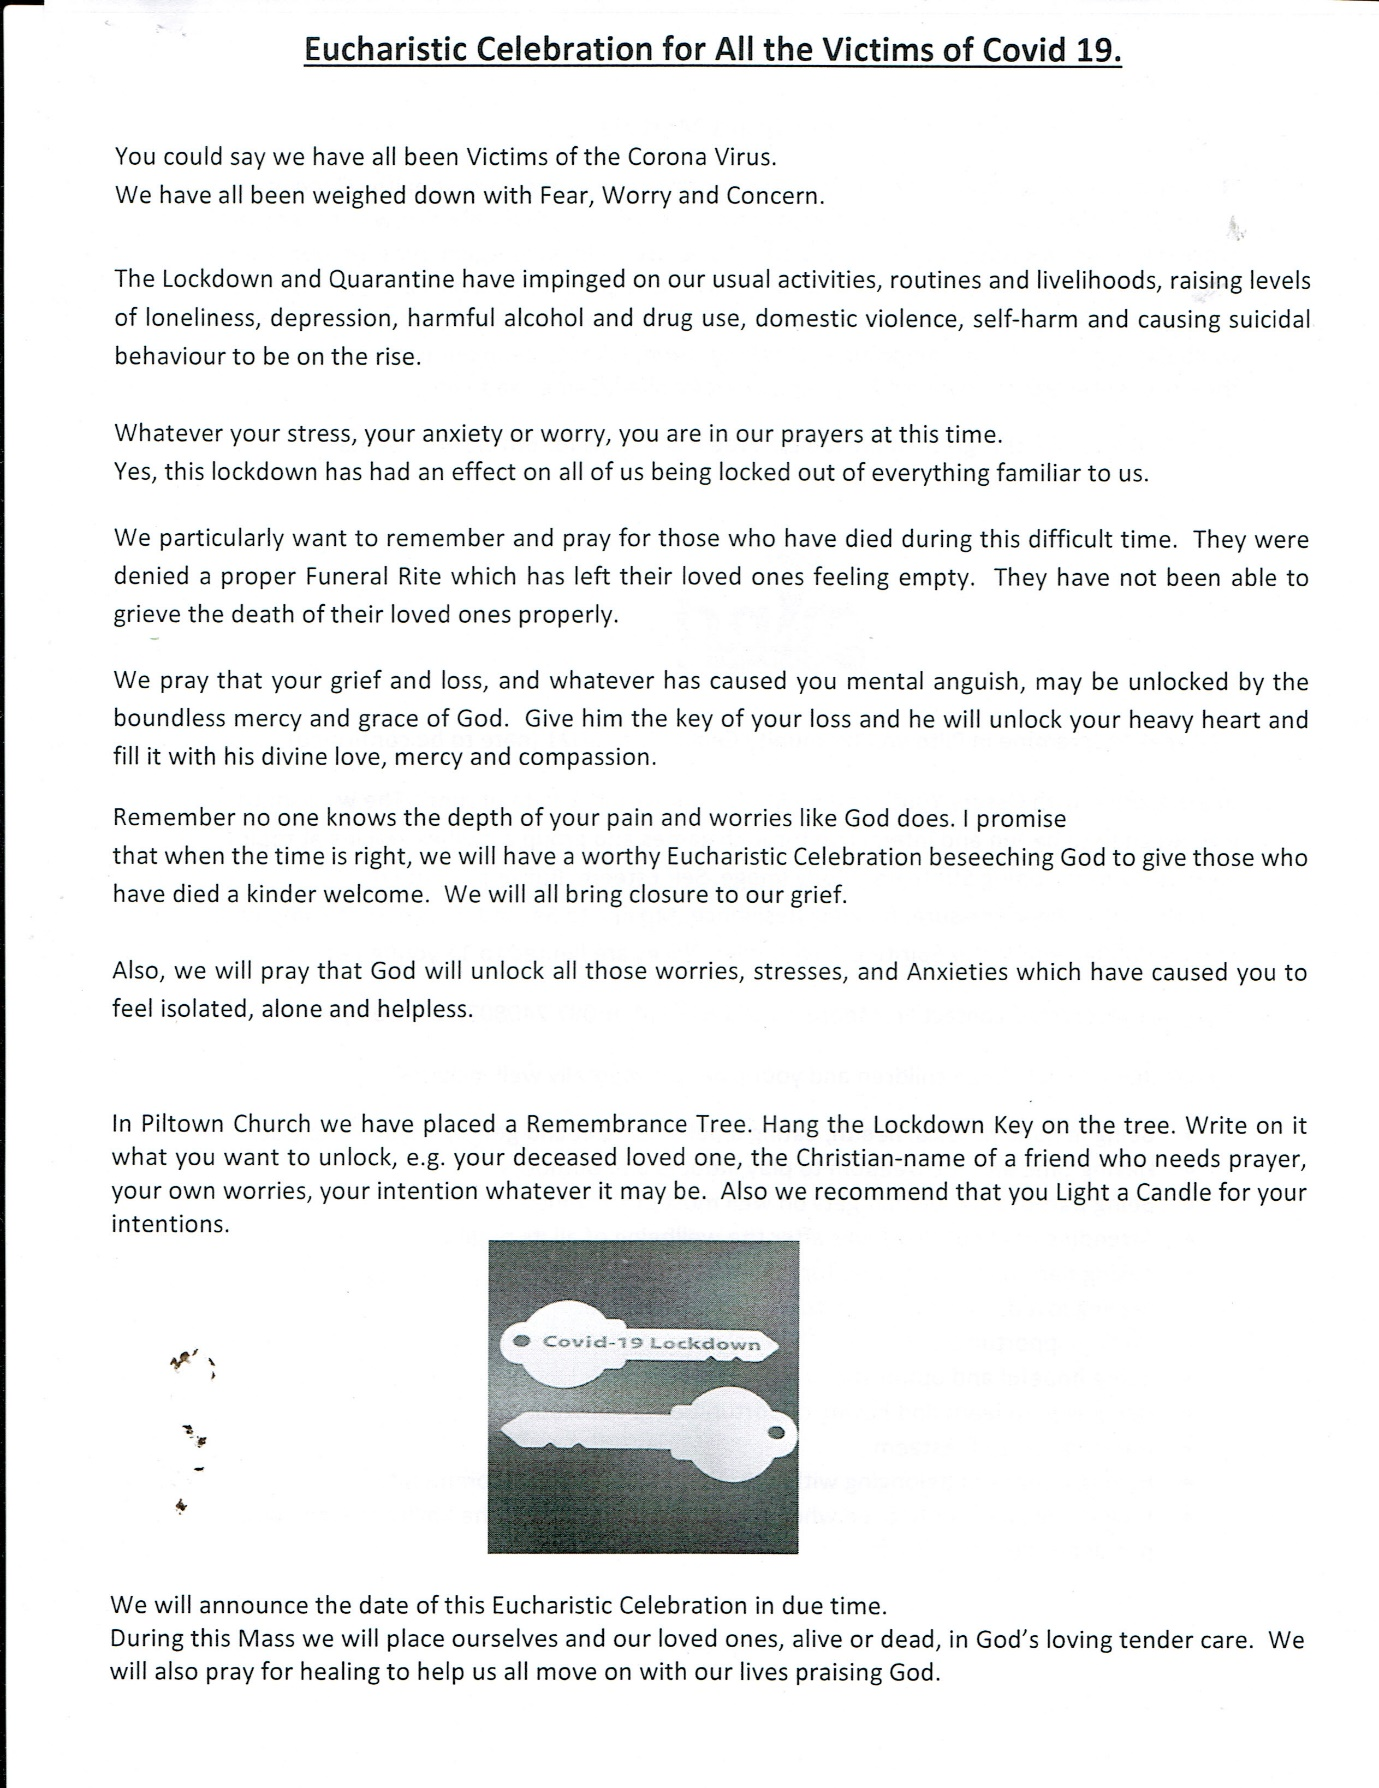 Eucharistic Celebration for All the Victims of Covid 19.
You could say we have all been Victims of the Corona Virus.
We have all been weighed down with Fear, Worry and Concern.
The Lockdown and Quarantine have impinged on our usual activities, routines and livelihoods, raising levels
of loneliness, depression, harmful alcohol and drug use, domestic violence, self-harm and causing suicidal
behaviour to be on the rise.
Whatever your stress, your anxiety or worry, you are in our prayers at this time.
Yes, this lockdown has had an effect on all of us being locked out of everything familiar to us.
We particularly want to remember and pray for those who have died during this difficult time. They were
denied a proper Funeral Rite which has left their loved ones feeling empty. They have not been able to
grieve the death of their loved ones properly.
We pray that your grief and loss, and whatever has caused you mental anguish, may be unlocked by the
boundless mercy and grace of God. Give him the key of your loss and he will unlock your heavy heart and
fill it with his divine love, mercy and compassion.
Remember no one knows the depth of your pain and worries like God does. I promise
that when the time is right, we will have a worthy Eucharistic Celebration beseeching God to give those who
have died a kinder welcome. We will all bring closure to our grief.
Also, we will pray that God will unlock all those worries, stresses, and Anxieties which have caused you to
feel isolated, alone and helpless.
In Piltown Church we have placed a Remembrance Tree. Hang the Lockdown Key on the tree. Write on it
what you want to unlock, e.g. your deceased loved one, the Christian-name of a friend who needs prayer,
your own worries, your intention whatever it may be. Also we recommend that you Light a Candle for your
intentions.
Covid-19 Lockdown
We will announce the date of this Eucharistic Celebration in due time.
During this Mass we will place ourselves and our loved ones, alive or dead, in God's loving tender care. We
will also pray for healing to help us all move on with our lives praising God.